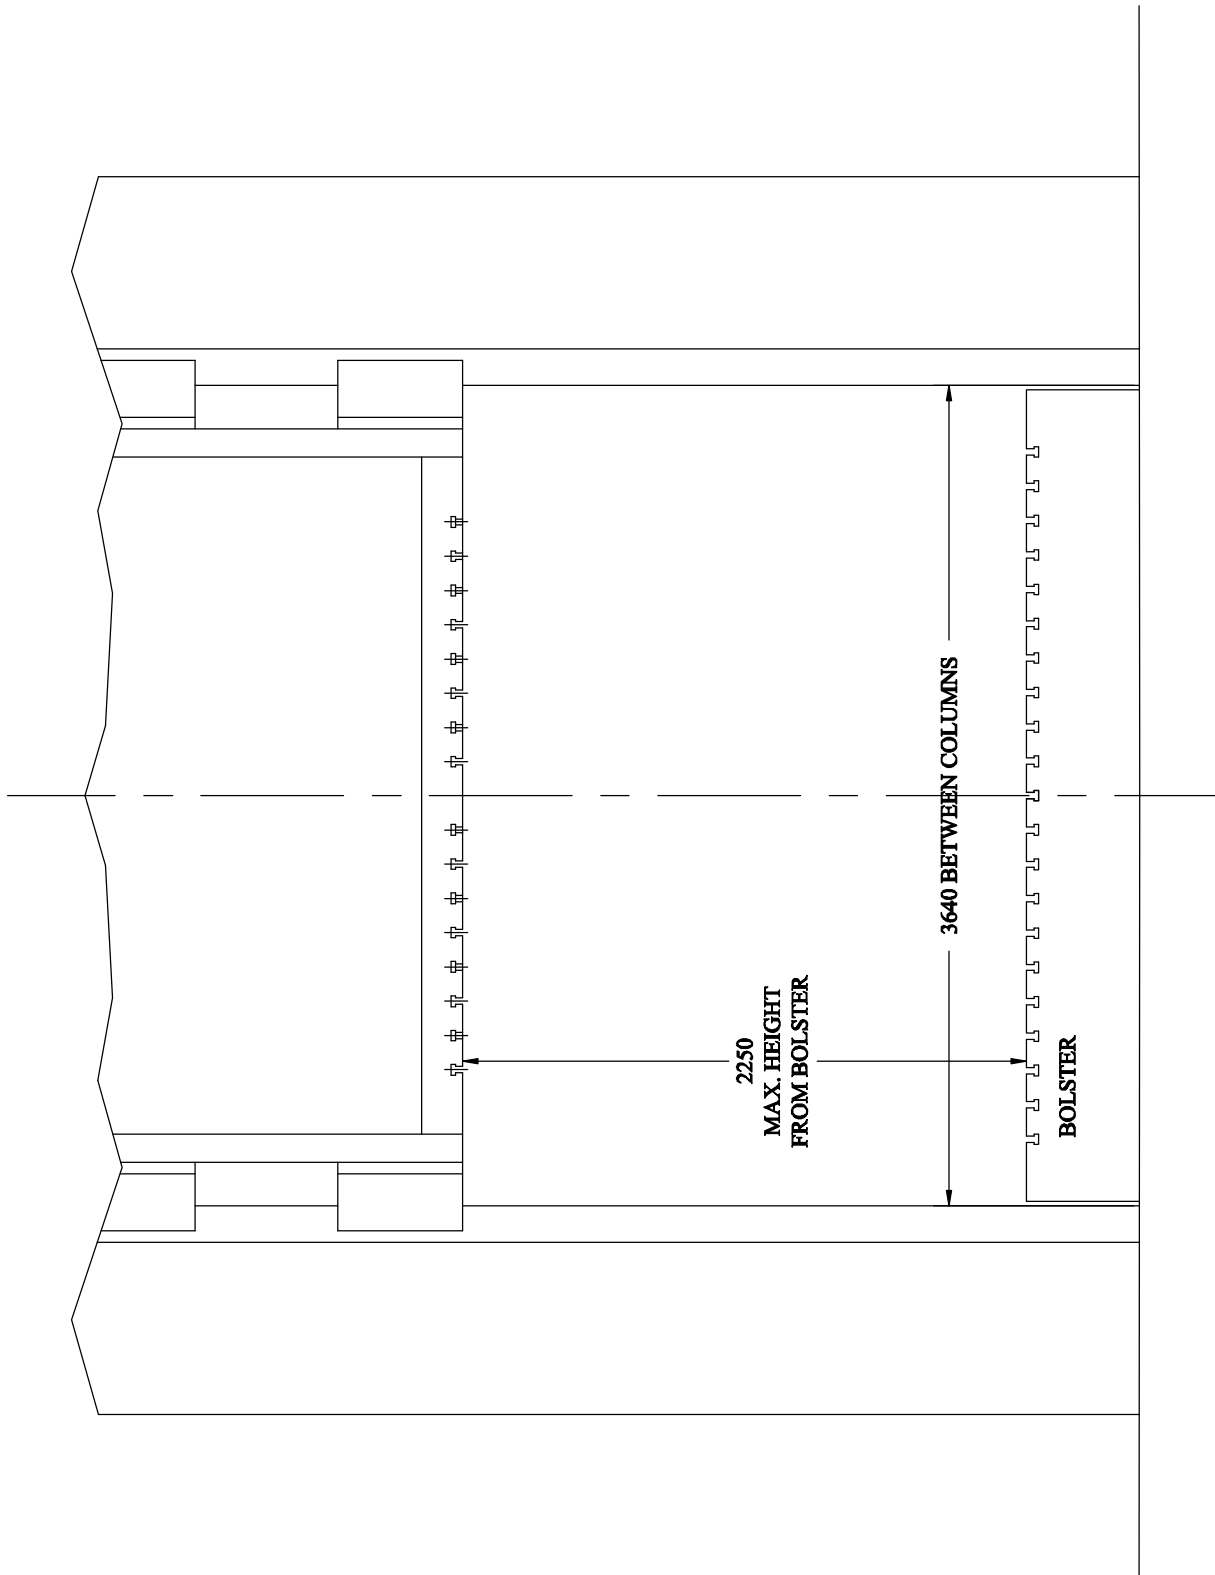 3640 BETWEEN COLUMNS
2250
MAX. HEIGHT
FROM BOLSTER
BOLSTER